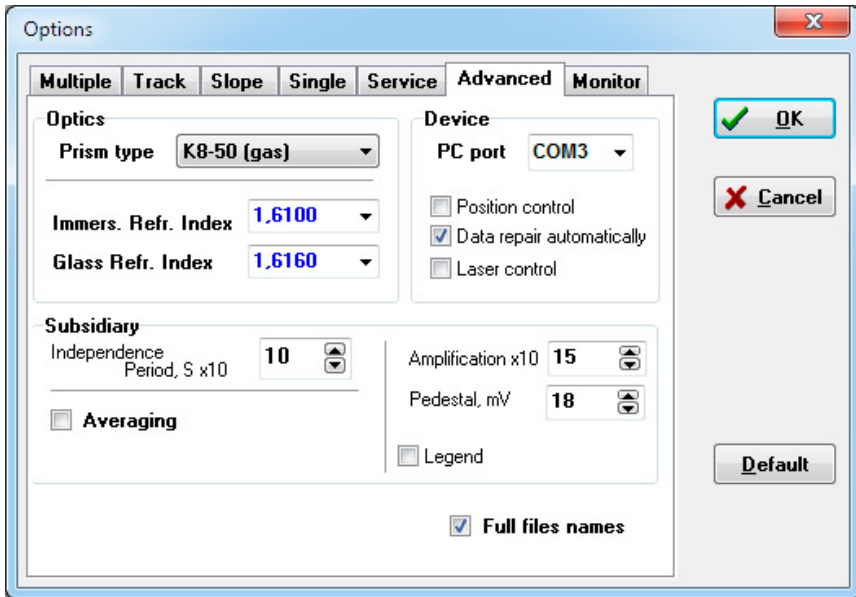 Options
Multiple Track Slope Single Service Advanced Monitor
Optics
Prism type K8-50 (gas)
Immers. Refr. Index 1,6100
Glass Refr. Index 1,6160
Device
PC port COM3
Position control
Data repair automatically
Laser control
Subsidiary
Independence
Period, S x10 10
Averaging
Amplification x10 15
Pedestal, mV 18
Legend
Full files names
OK
Cancel
Default